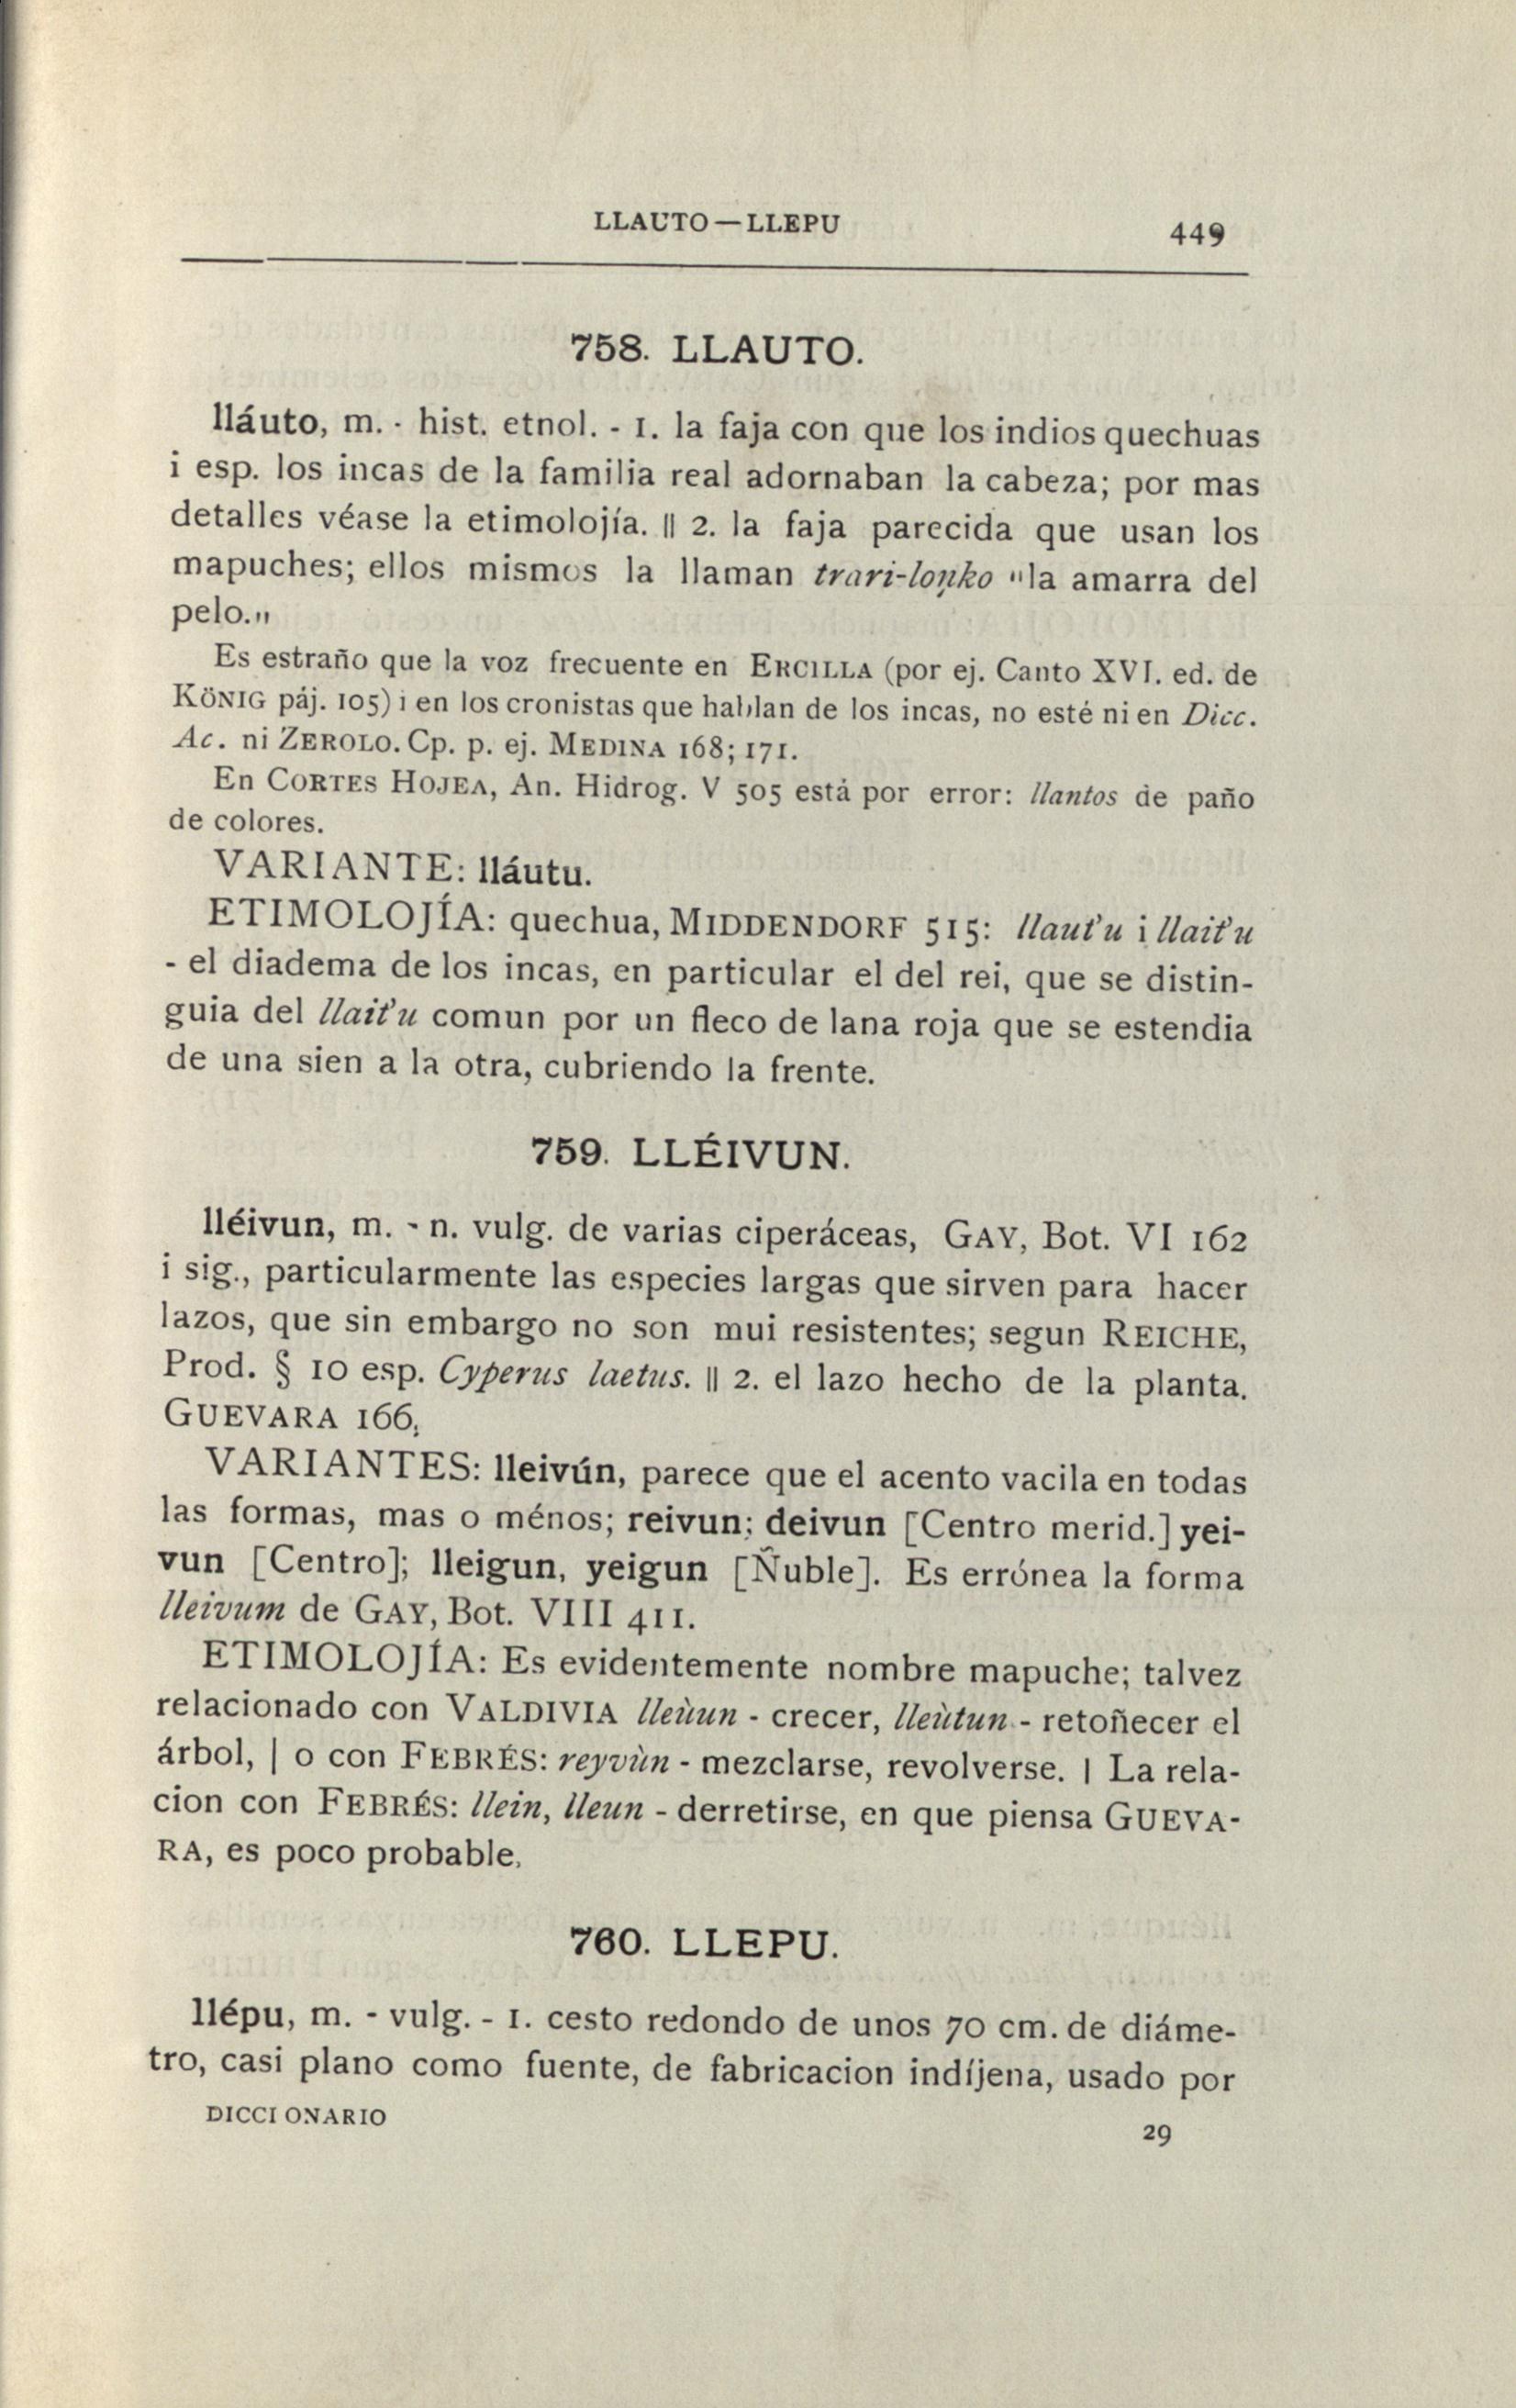 LLAUTO—LLEPU 449
758. LLAUTO.
lláuto, m. - hist. etnol. - 1. la faja con que los indios quechuas
i esp. los incas de la familia real adornaban la cabeza; por mas
detalles véase la etimolojía. || 2. la faja parecida que usan los
mapuches; ellos mismos la llaman trari-loṇko "la amarra del
pelo."
Es estraño que la voz frecuente en ERCILLA (por ej. Canto XVI. ed. de
KÖNIG páj. 105) i en los cronistas que hablan de los incas, no esté ni en Dicc.
Ac. ni ZEROLO. Cp. p. ej. MEDINA 168; 171.
En CORTES HOJEA, An. Hidrog. V 505 está por error: llantos de paño
de colores.
VARIANTE: lláutu.
ETIMOLOJÍA: quechua, MIDDENDORF 515: llaut'u i llait'u
- el diadema de los incas, en particular el del rei, que se distin-
guia del llait'u comun por un fleco de lana roja que se estendia
de una sien a la otra, cubriendo la frente.
759. LLÉIVUN.
lléivun, m. - n. vulg. de varias ciperáceas, GAY, Bot. VI 162
i sig., particularmente las especies largas que sirven para hacer
lazos, que sin embargo no son mui resistentes; segun REICHE,
Prod. § 10 esp. Cyperus laetus. || 2. el lazo hecho de la planta.
GUEVARA 166.
VARIANTES: lleivún, parece que el acento vacila en todas
las formas, mas o ménos; reivun; deivun [Centro merid.] yei-
vun [Centro]; lleigun, yeigun [Ñuble]. Es errónea la forma
lleivum de GAY, Bot. VIII 411.
ETIMOLOJÍA: Es evidentemente nombre mapuche; talvez
relacionado con VALDIVIA lleùun - crecer, lleùtun - retoñecer el
árbol, | o con FEBRÉS: reyvùn - mezclarse, revolverse. | La rela-
cion con FEBRÉS: llein, lleun - derretirse, en que piensa GUEVA-
RA, es poco probable.
760. LLEPU.
llépu, m. - vulg. - 1. cesto redondo de unos 70 cm. de diáme-
tro, casi plano como fuente, de fabricacion indíjena, usado por
DICCIONARIO 29